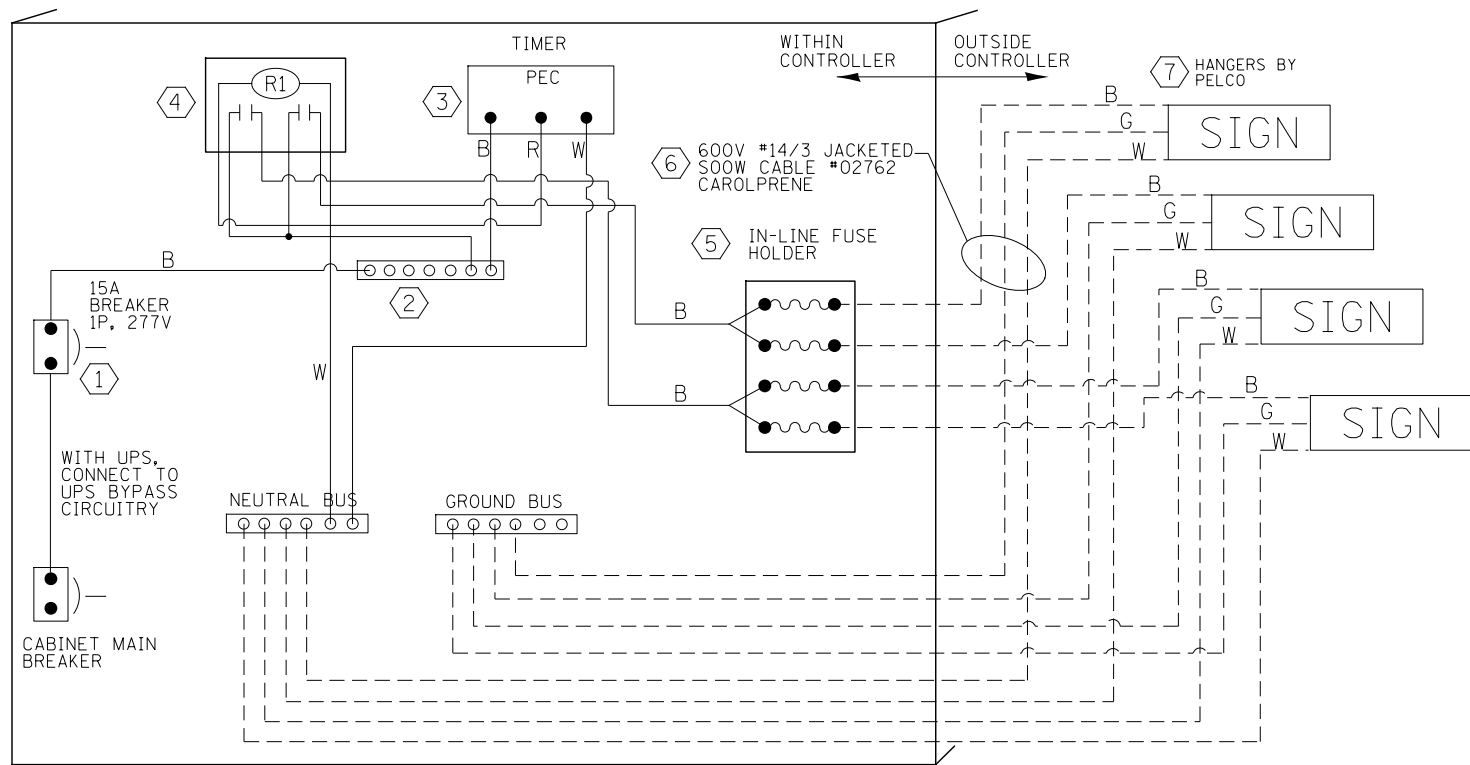 TIMER
WITHIN
CONTROLLER
OUTSIDE
CONTROLLER
7
HANGERS BY
PELCO
R1
4
3
PEC
B R W
6
600V #14/3 JACKETED
SOOW CABLE #02762
CAROLPRENE
B
G
W
SIGN
B
G
W
SIGN
5
IN-LINE FUSE
HOLDER
B
2
15A
BREAKER
1P, 277V
1
W
B
B
B
G
W
SIGN
B
G
W
SIGN
WITH UPS,
CONNECT TO
UPS BYPASS
CIRCUITRY
NEUTRAL BUS
GROUND BUS
CABINET MAIN
BREAKER